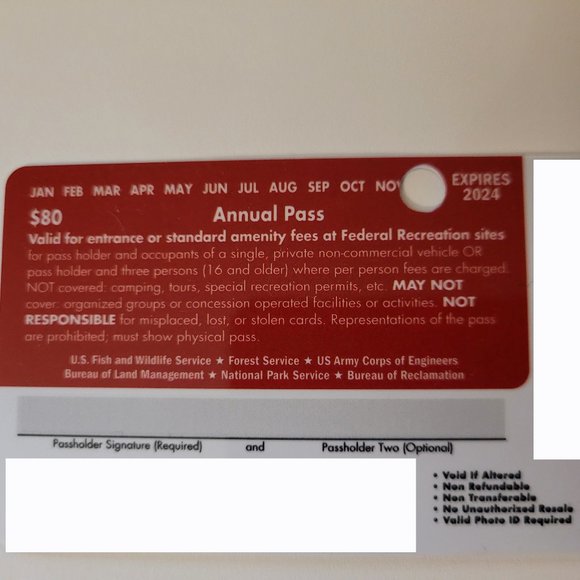 JAN FEB MAR APR MAY JUN JUL AUG SEP OCT NOV EXPIRES
2024
$80 Annual Pass
Valid for entrance or standard amenity fees at Federal Recreation sites
for pass holder and occupants of a single, private non-commercial vehicle OR
pass holder and three persons (16 and older) where per person fees are charged.
NOT covered: camping, tours, special recreation permits, etc. MAY NOT
cover: organized groups or concession operated facilities or activities. NOT
RESPONSIBLE for misplaced, lost, or stolen cards. Representations of the pass
are prohibited; must show physical pass.
U.S. Fish and Wildlife Service ★ Forest Service ★ US Army Corps of Engineers
Bureau of Land Management ★ National Park Service ★ Bureau of Reclamation
Passholder Signature (Required) and Passholder Two (Optional)
• Void If Altered
• Non Refundable
• Non Transferable
• No Unauthorized Resale
• Valid Photo ID Required